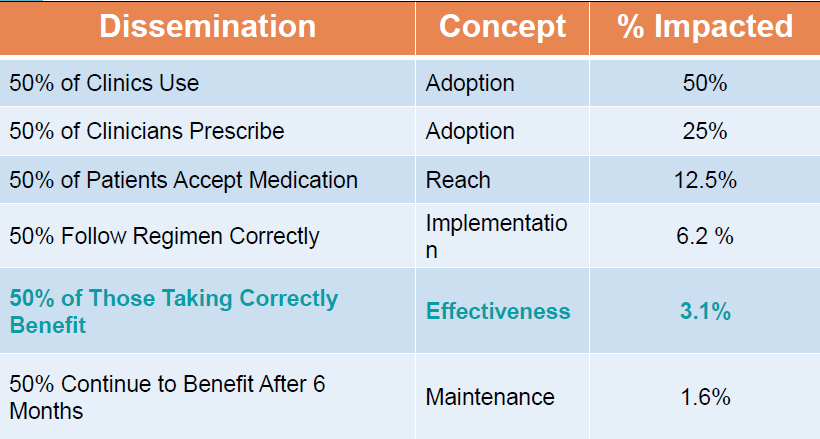 Dissemination Concept % Impacted
50% of Clinics Use Adoption 50%
50% of Clinicians Prescribe Adoption 25%
50% of Patients Accept Medication Reach 12.5%
50% Follow Regimen Correctly Implementatio
n 6.2 %
50% of Those Taking Correctly
Benefit Effectiveness 3.1%
50% Continue to Benefit After 6
Months Maintenance 1.6%